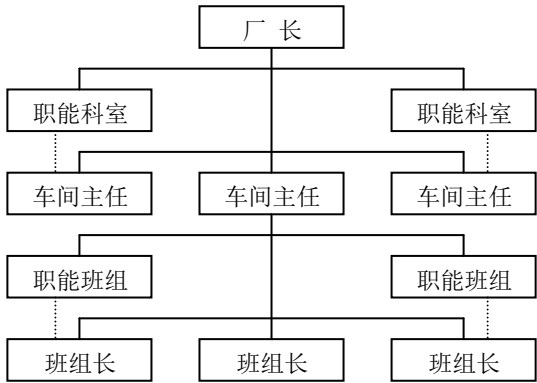 厂 长
职能科室 职能科室
车间主任 车间主任 车间主任
职能班组 职能班组
班组长 班组长 班组长